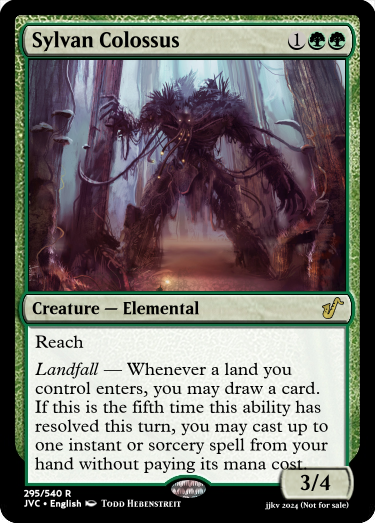 Sylvan Colossus 1
Creature — Elemental
Reach
Landfall — Whenever a land you
control enters, you may draw a card.
If this is the fifth time this ability has
resolved this turn, you may cast up to
one instant or sorcery spell from your
hand without paying its mana cost.
3/4
295/540 R
JVC • English Todd Hebenstreit
jjkv 2024 (Not for sale)